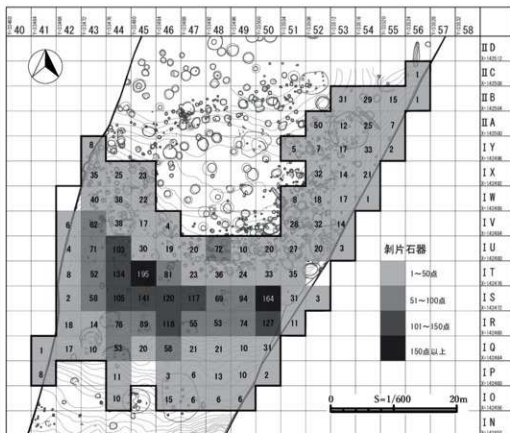 40 41 42 43 44 45 46 47 48 49 50 51 52 53 54 55 56 57 58
ⅡD
1 ⅡC
31 29 15 1 ⅡB
50 12 25 7 ⅡA
8 5 7 17 33 2 ⅠY
35 25 23 32 14 21 ⅠX
40 38 22 8 18 17 1 ⅠW
6 62 38 17 4 26 32 14 ⅠV
4 71 103 30 19 20 72 10 20 27 20 3 ⅠU
8 52 134 195 81 23 36 24 33 35 ⅠT
2 58 105 141 120 117 69 94 164 31 3 ⅠS
18 14 76 89 118 55 53 74 127 11 ⅠR
1 17 10 53 20 58 21 21 10 31 ⅠQ
8 11 3 6 13 10 2 ⅠP
10 15 6 6 6 ⅠO
ⅠN
剥片石器
1～50点
51～100点
101～150点
150点以上
0 S=1/600 20m